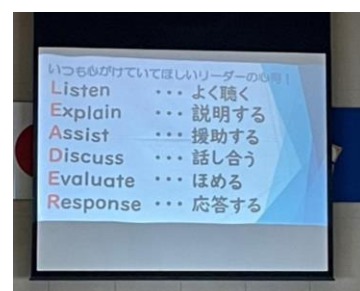 いつも心がけていてほしいリーダーの心得!
Listen ・・・ よく聴く
Explain ・・・ 説明する
Assist ・・・ 援助する
Discuss ・・・ 話し合う
Evaluate ・・・ ほめる
Response ・・・ 応答する